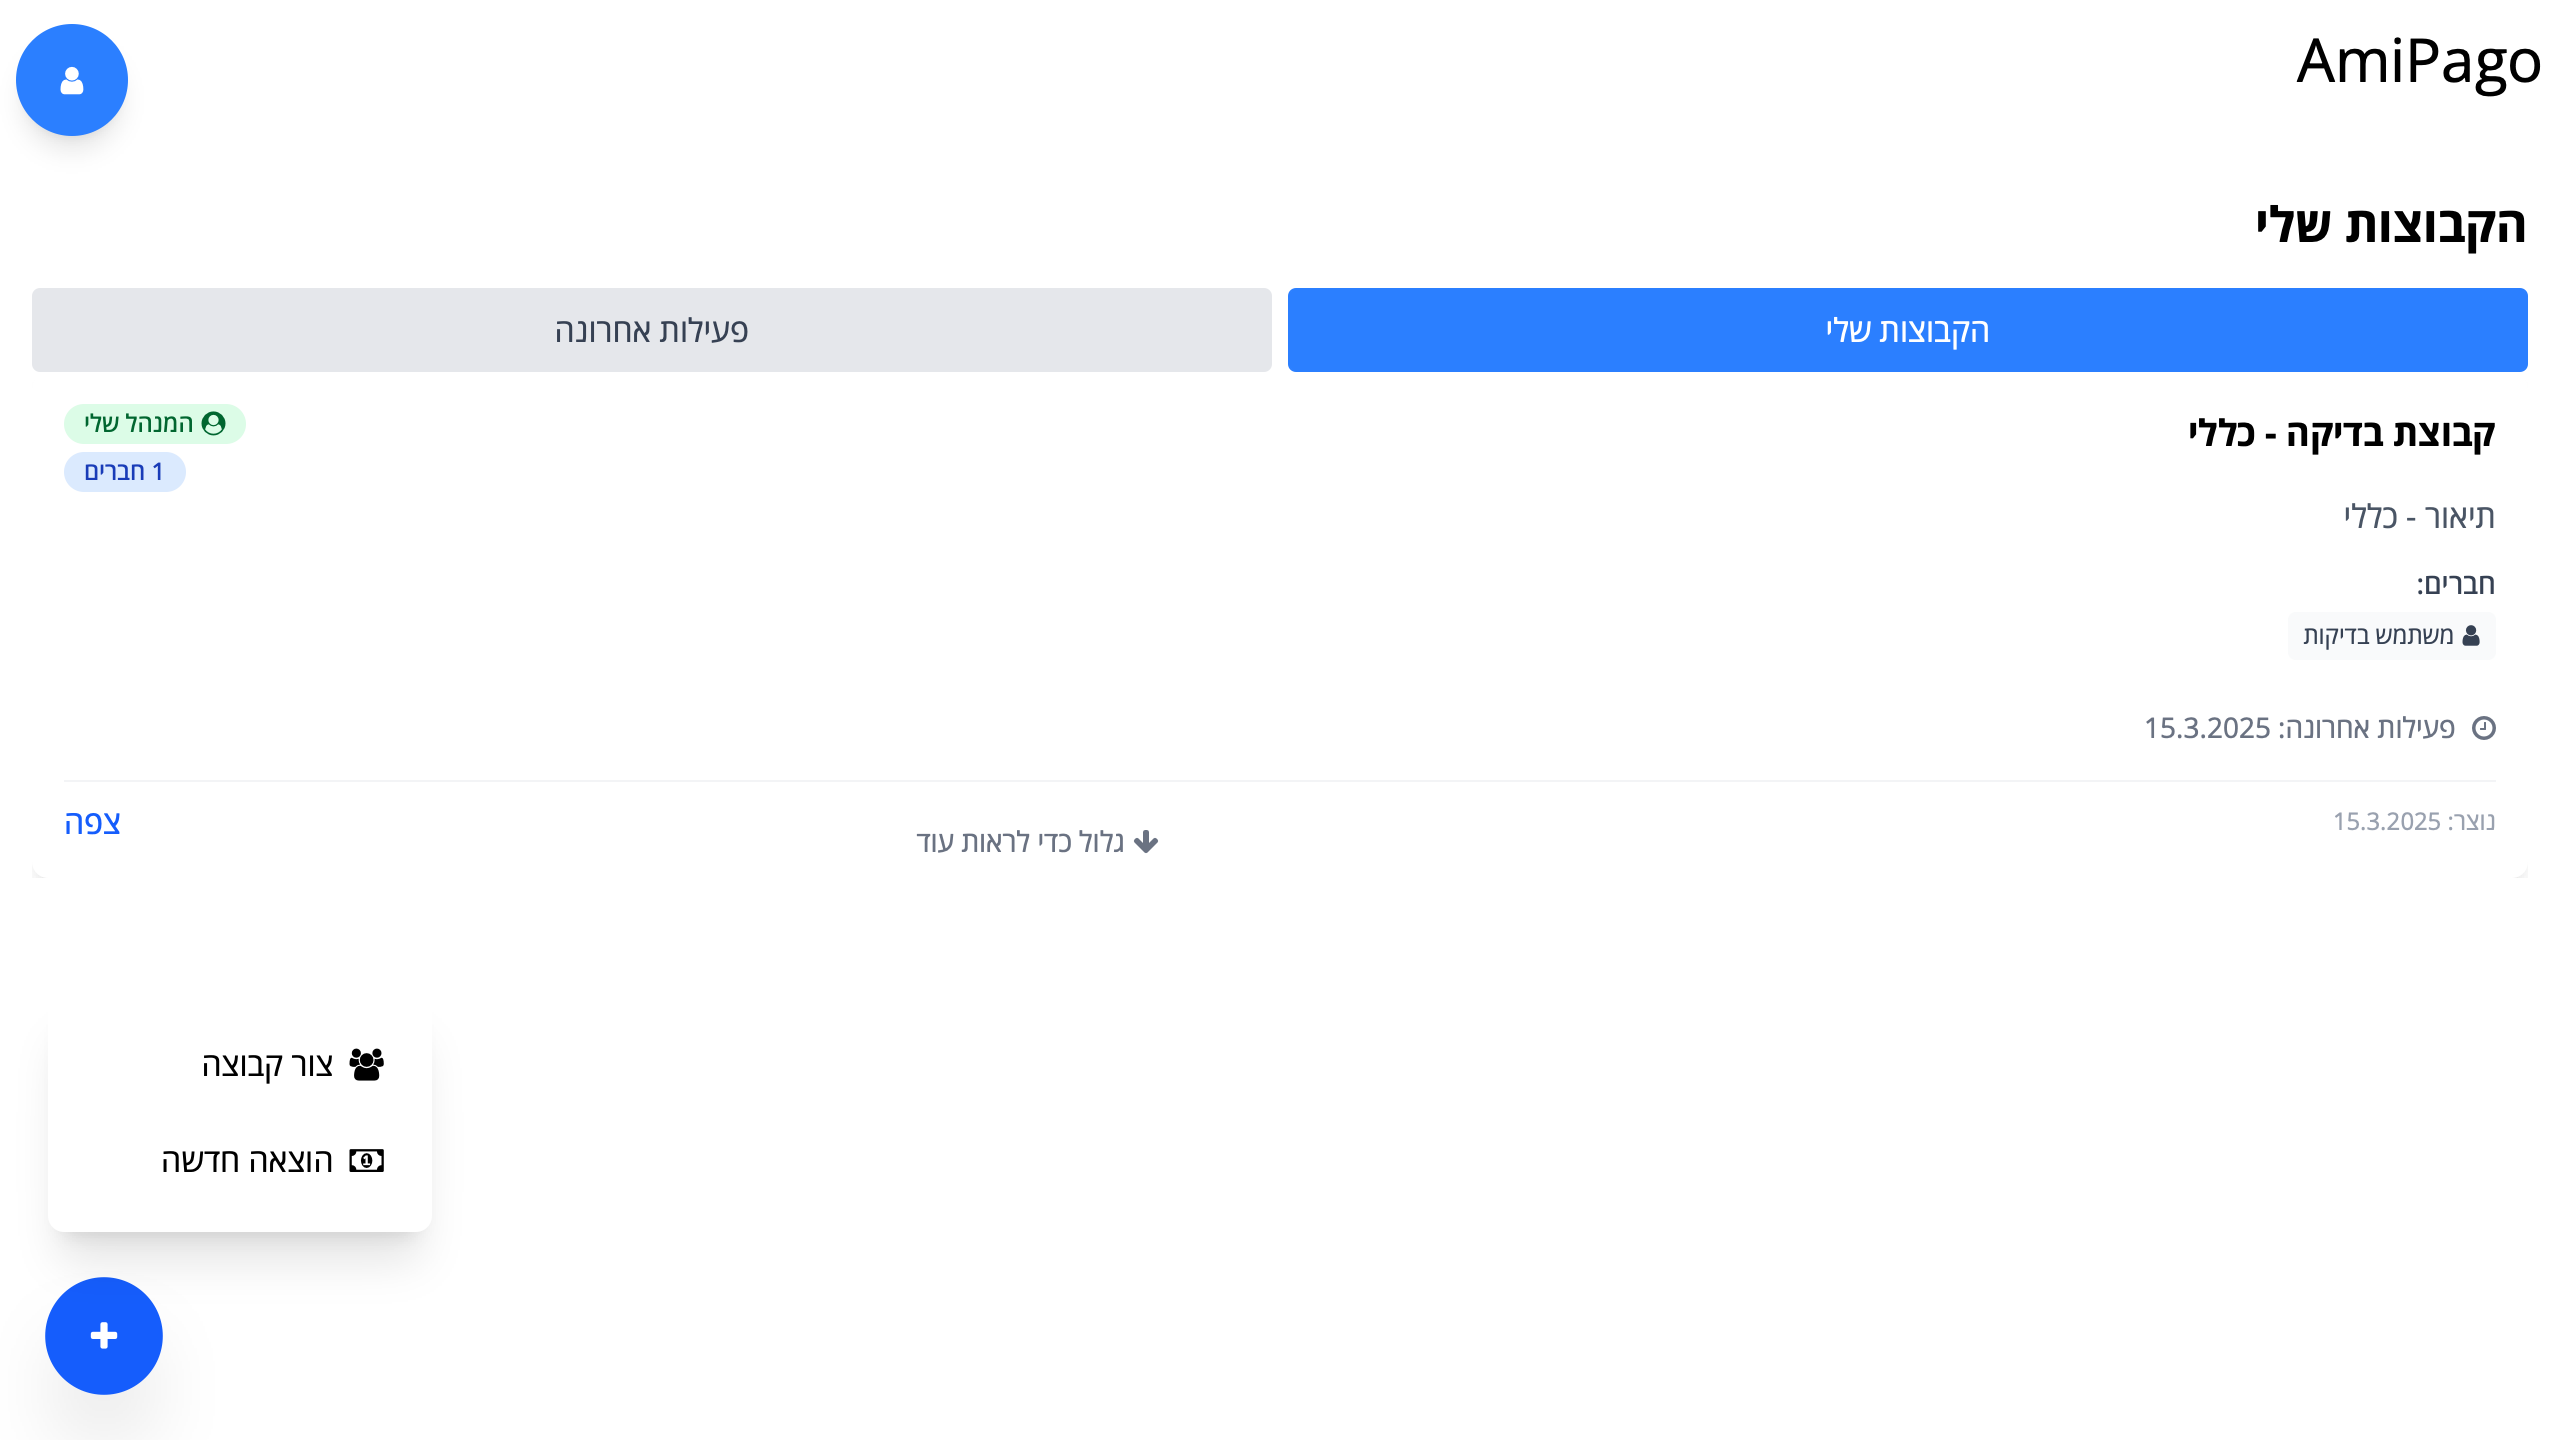 AmiPago
הקבוצות שלי
הקבוצות שלי
פעילות אחרונה
קבוצת בדיקה - כללי
המנהל שלי
1 חברים
תיאור - כללי
חברים:
משתמש בדיקות
פעילות אחרונה: 15.3.2025
נוצר: 15.3.2025
גלול כדי לראות עוד
צפה
צור קבוצה
הוצאה חדשה